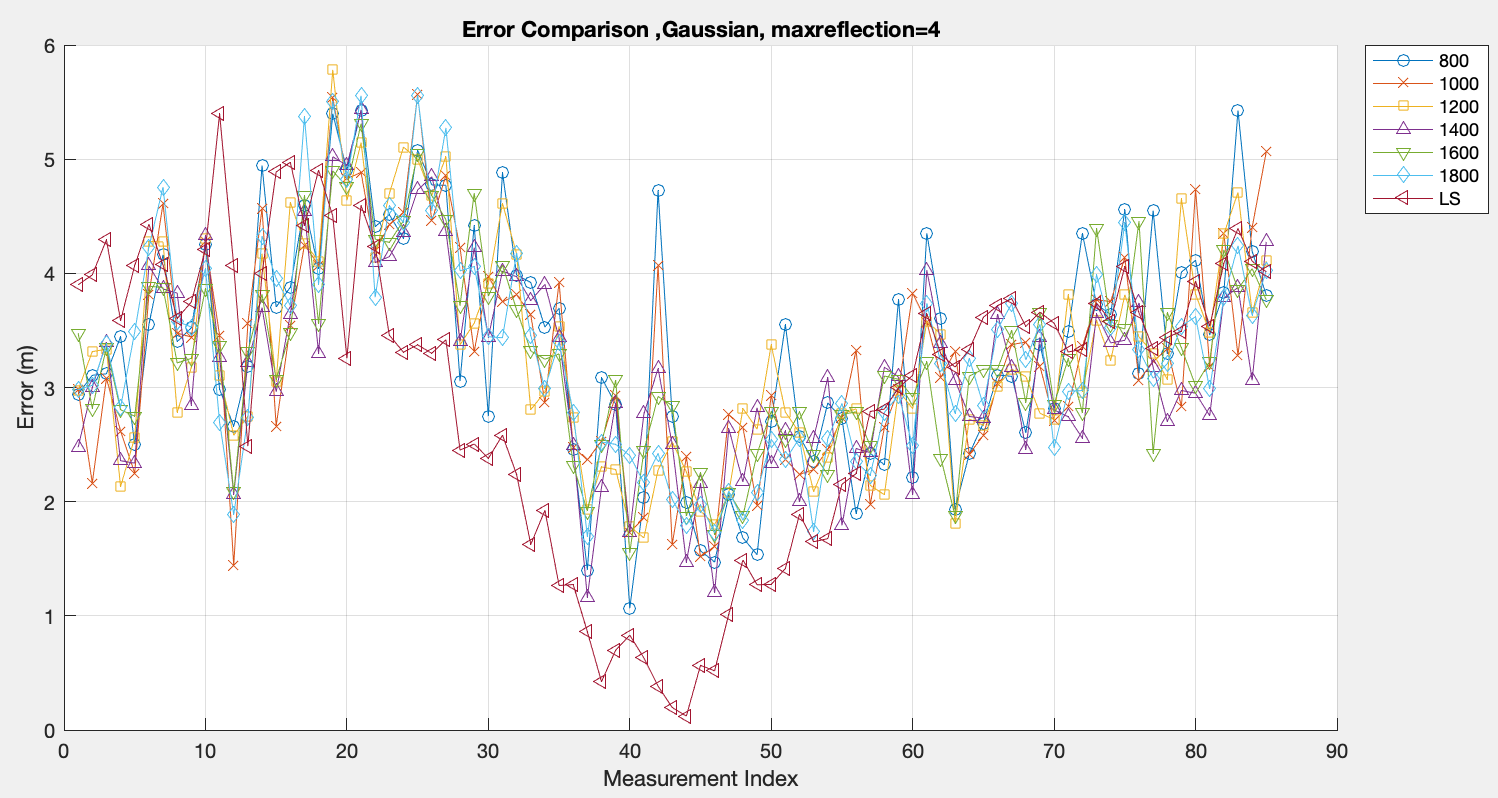 Error Comparison ,Gaussian, maxreflection=4
Error (m)
6
5
4
3
2
1
0
0 10 20 30 40 50 60 70 80 90
Measurement Index
800
1000
1200
1400
1600
1800
LS